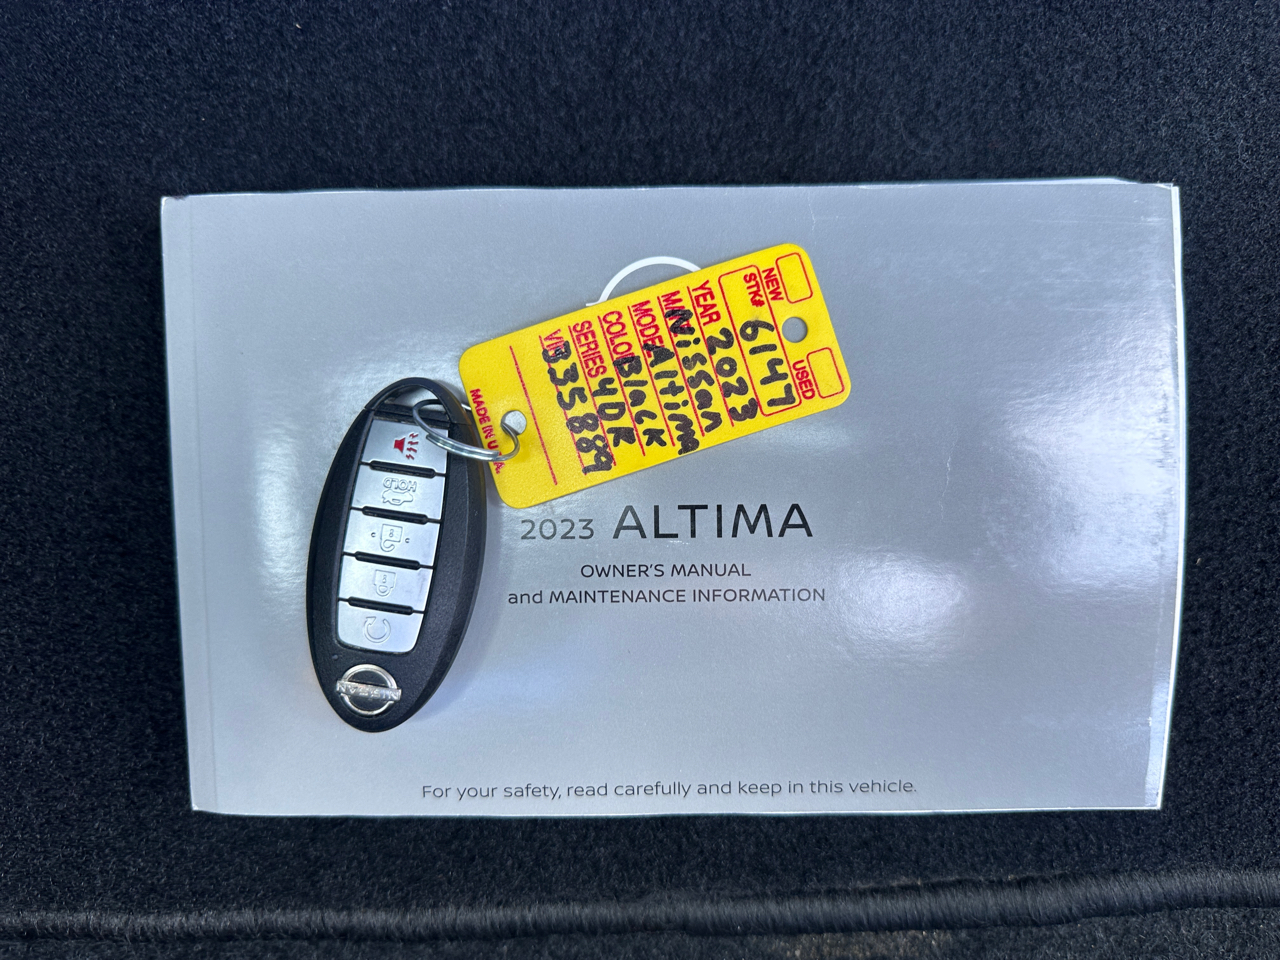 NEW
USED
STK# 6147
YEAR 2023
MAKE Nissan
MODEL Altima
COLOR Black
SERIES 4DR
VIN 335889
MADE IN U.S.A.
HOLD
NISSAN
2023 ALTIMA
OWNER'S MANUAL
and MAINTENANCE INFORMATION
For your safety, read carefully and keep in this vehicle.